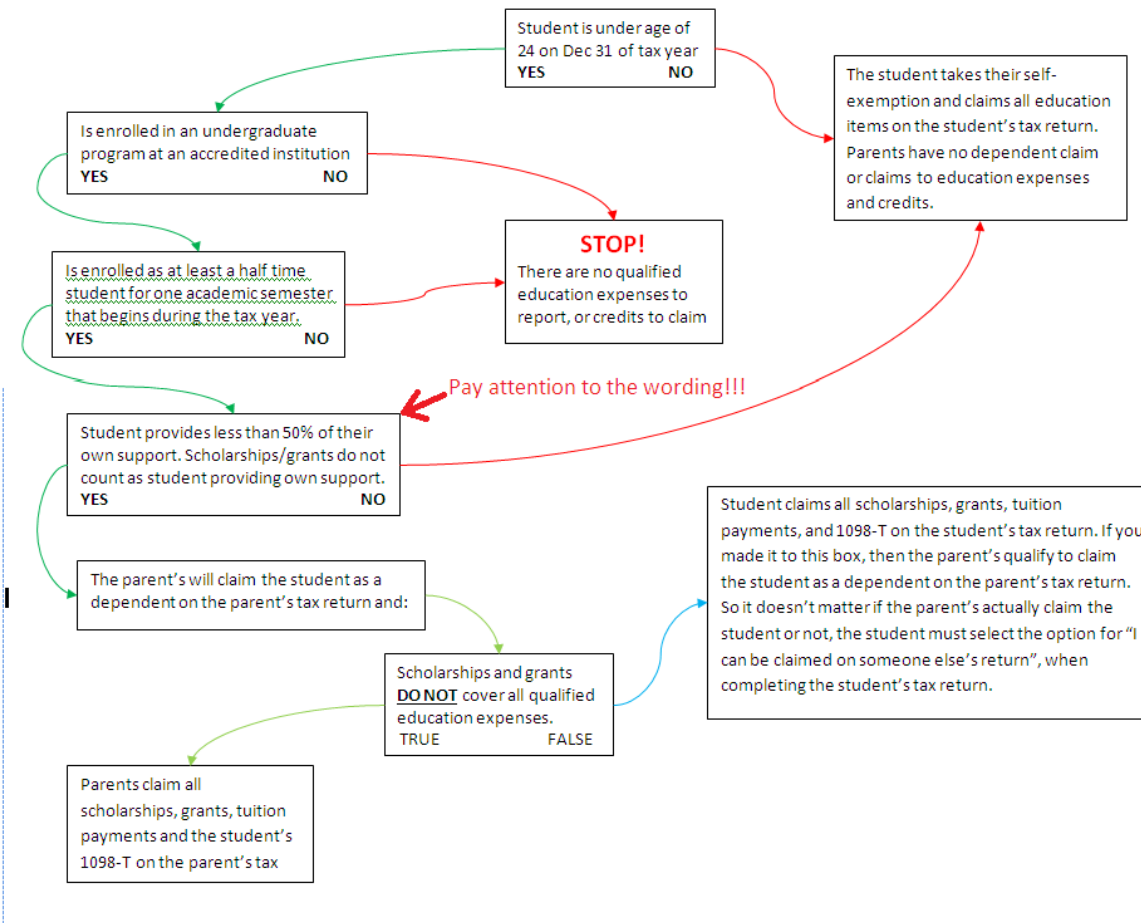 Student is under age of
24 on Dec 31 of tax year
YES NO
The student takes their self-
exemption and claims all education
items on the student's tax return.
Parents have no dependent claim
or claims to education expenses
and credits.
Is enrolled in an undergraduate
program at an accredited institution
YES NO
STOP!
There are no qualified
education expenses to
report, or credits to claim
Is enrolled as at least a half time
student for one academic semester
that begins during the tax year.
YES NO
Pay attention to the wording!!!
Student provides less than 50% of their
own support. Scholarships/grants do not
count as student providing own support.
YES NO
Student claims all scholarships, grants, tuition
payments, and 1098-T on the student's tax return. If you
made it to this box, then the parent's qualify to claim
the student as a dependent on the parent's tax return.
So it doesn't matter if the parent's actually claim the
student or not, the student must select the option for "I
can be claimed on someone else's return", when
completing the student's tax return.
The parent's will claim the student as a
dependent on the parent's tax return and:
Scholarships and grants
DO NOT cover all qualified
education expenses.
TRUE FALSE
Parents claim all
scholarships, grants, tuition
payments and the student's
1098-T on the parent's tax